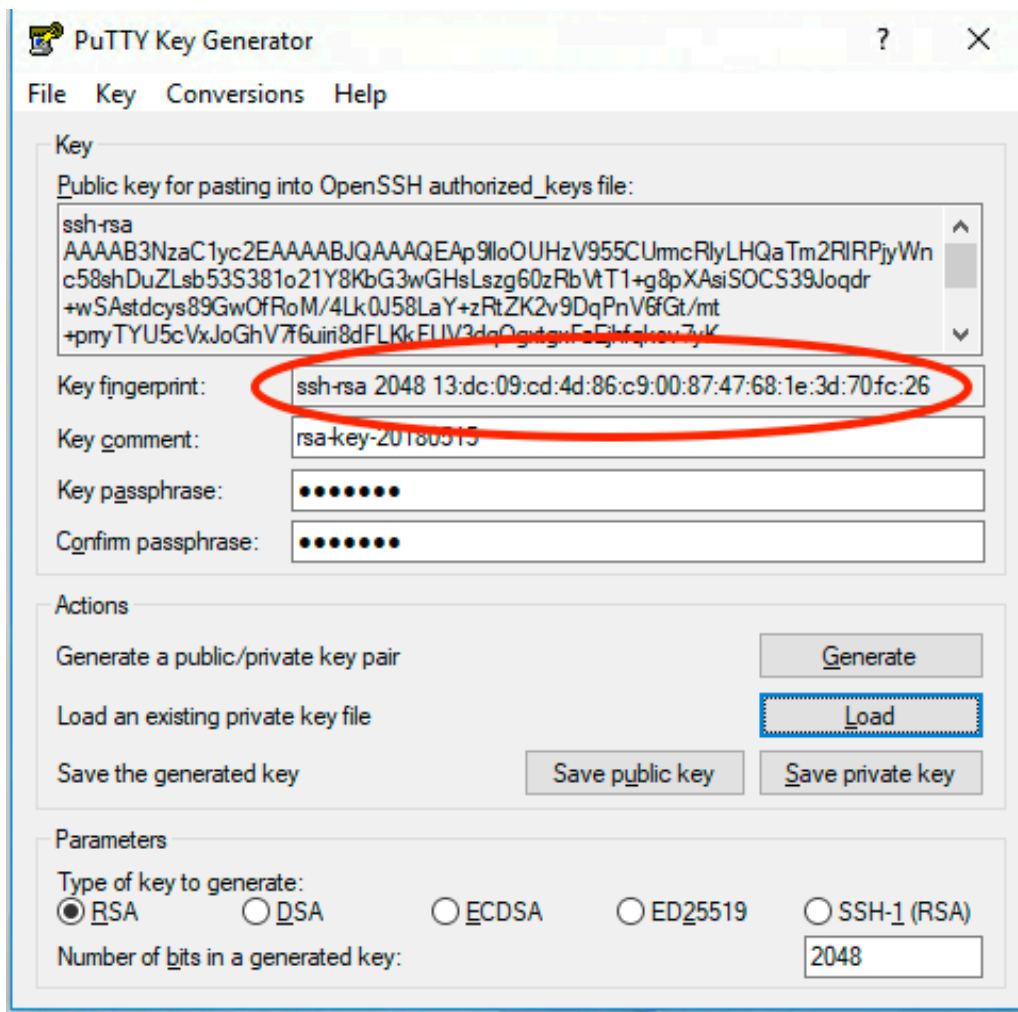 PuTTY Key Generator
?
File Key Conversions Help
Key
Public key for pasting into OpenSSH authorized_keys file:
ssh-rsa
AAAAB3NzaC1yc2EAAAABJQAAAQEAp9lloOUHzV955CUmcRlyLHQaTm2RIRPjyWn
c58shDuZLsb53S381o21Y8KbG3wGHsLszg60zRbVtT1+g8pXAsiSOCS39Joqdr
+wSAstdcys89GwOfRoM/4Lk0J58LaY+zRtZK2v9DqPnV6fGt/mt
Key fingerprint:
ssh-rsa 2048 13:dc:09:cd:4d:86:c9:00:87:47:68:1e:3d:70:fc:26
Key comment:
rsa-key-20180515
Key passphrase:
●●●●●●●
Confirm passphrase:
●●●●●●●
Actions
Generate a public/private key pair
Generate
Load an existing private key file
Load
Save the generated key
Save public key
Save private key
Parameters
Type of key to generate:
RSA DSA ECDSA ED25519 SSH-1 (RSA)
Number of bits in a generated key:
2048